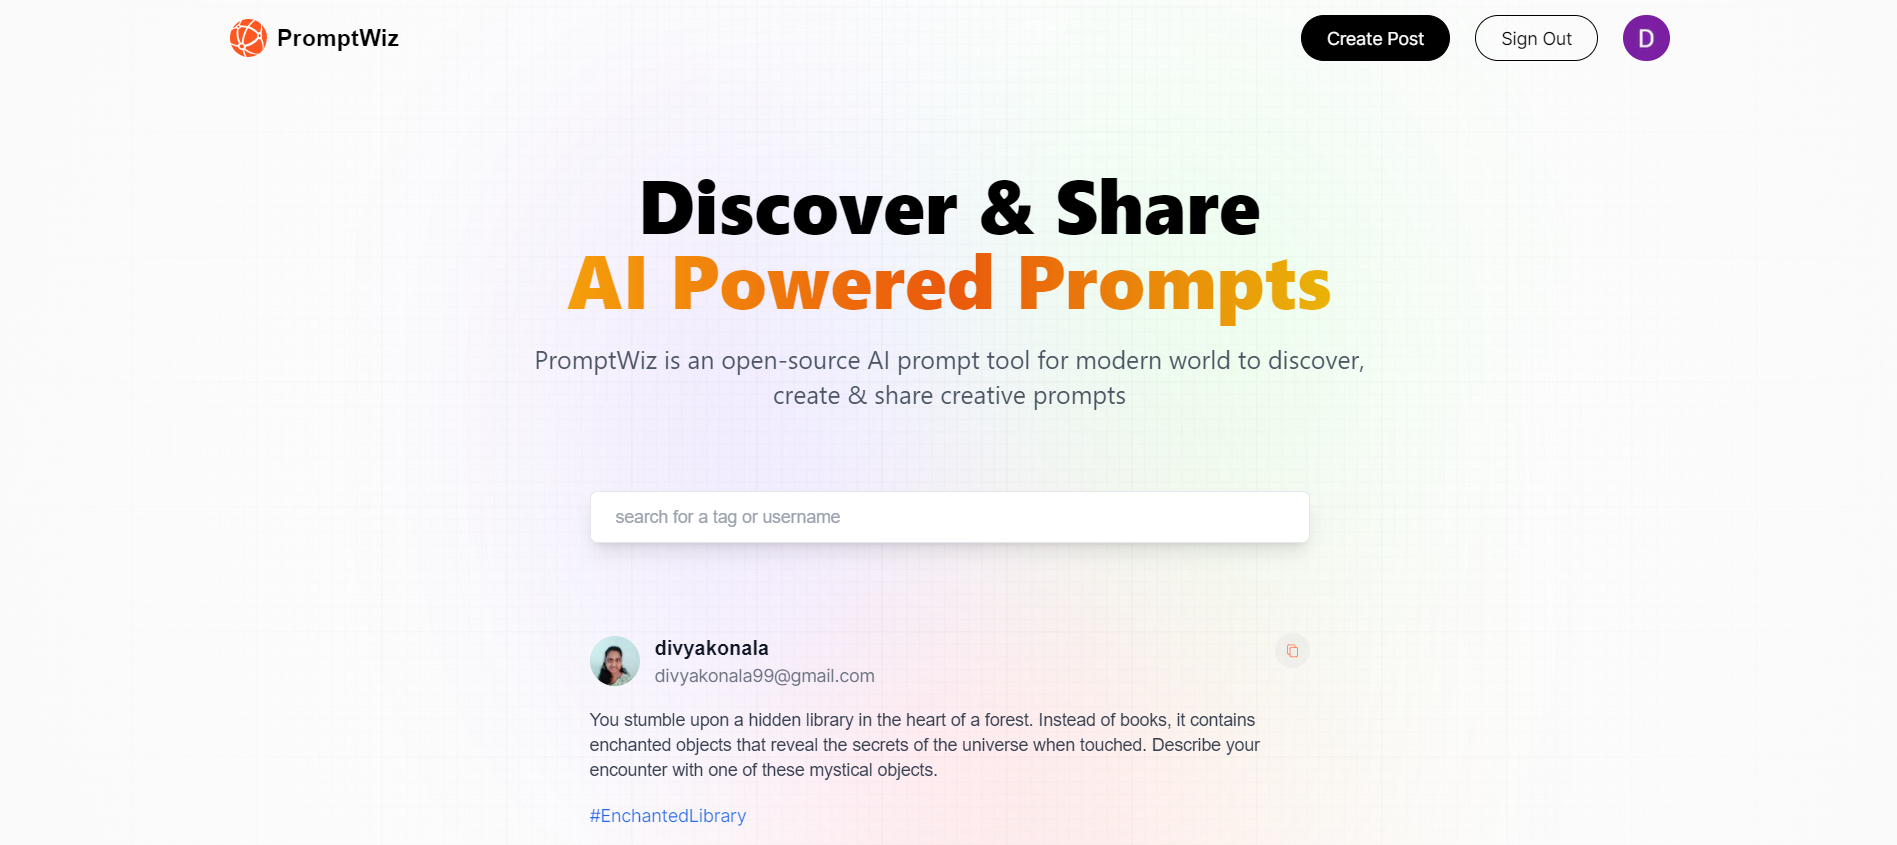 PromptWiz
Create Post
Sign Out
D
Discover & Share
AI Powered Prompts
PromptWiz is an open-source AI prompt tool for modern world to discover,
create & share creative prompts
search for a tag or username
divyakonala
divyakonala99@gmail.com
You stumble upon a hidden library in the heart of a forest. Instead of books, it contains
enchanted objects that reveal the secrets of the universe when touched. Describe your
encounter with one of these mystical objects.
#EnchantedLibrary